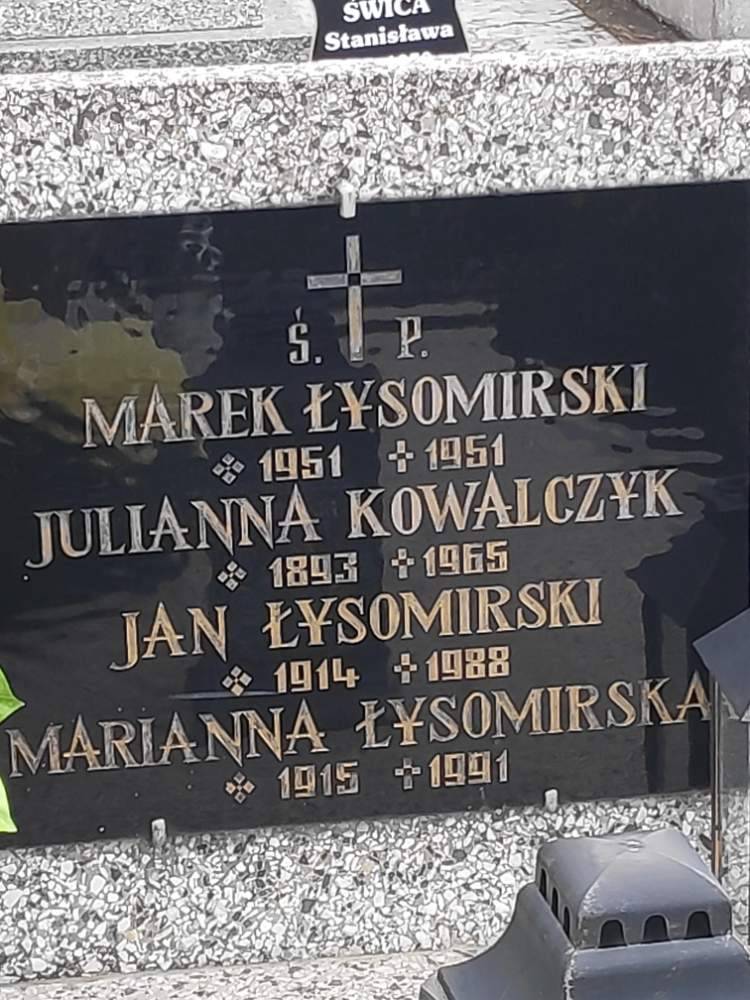 ŚWICA
Stanisława
Ś. P.
MAREK ŁYSOMIRSKI
1951 1951
JULIANNA KOWALCZYK
1893 1965
JAN ŁYSOMIRSKI
1914 1988
MARIANNA ŁYSOMIRSKA
1915 1991